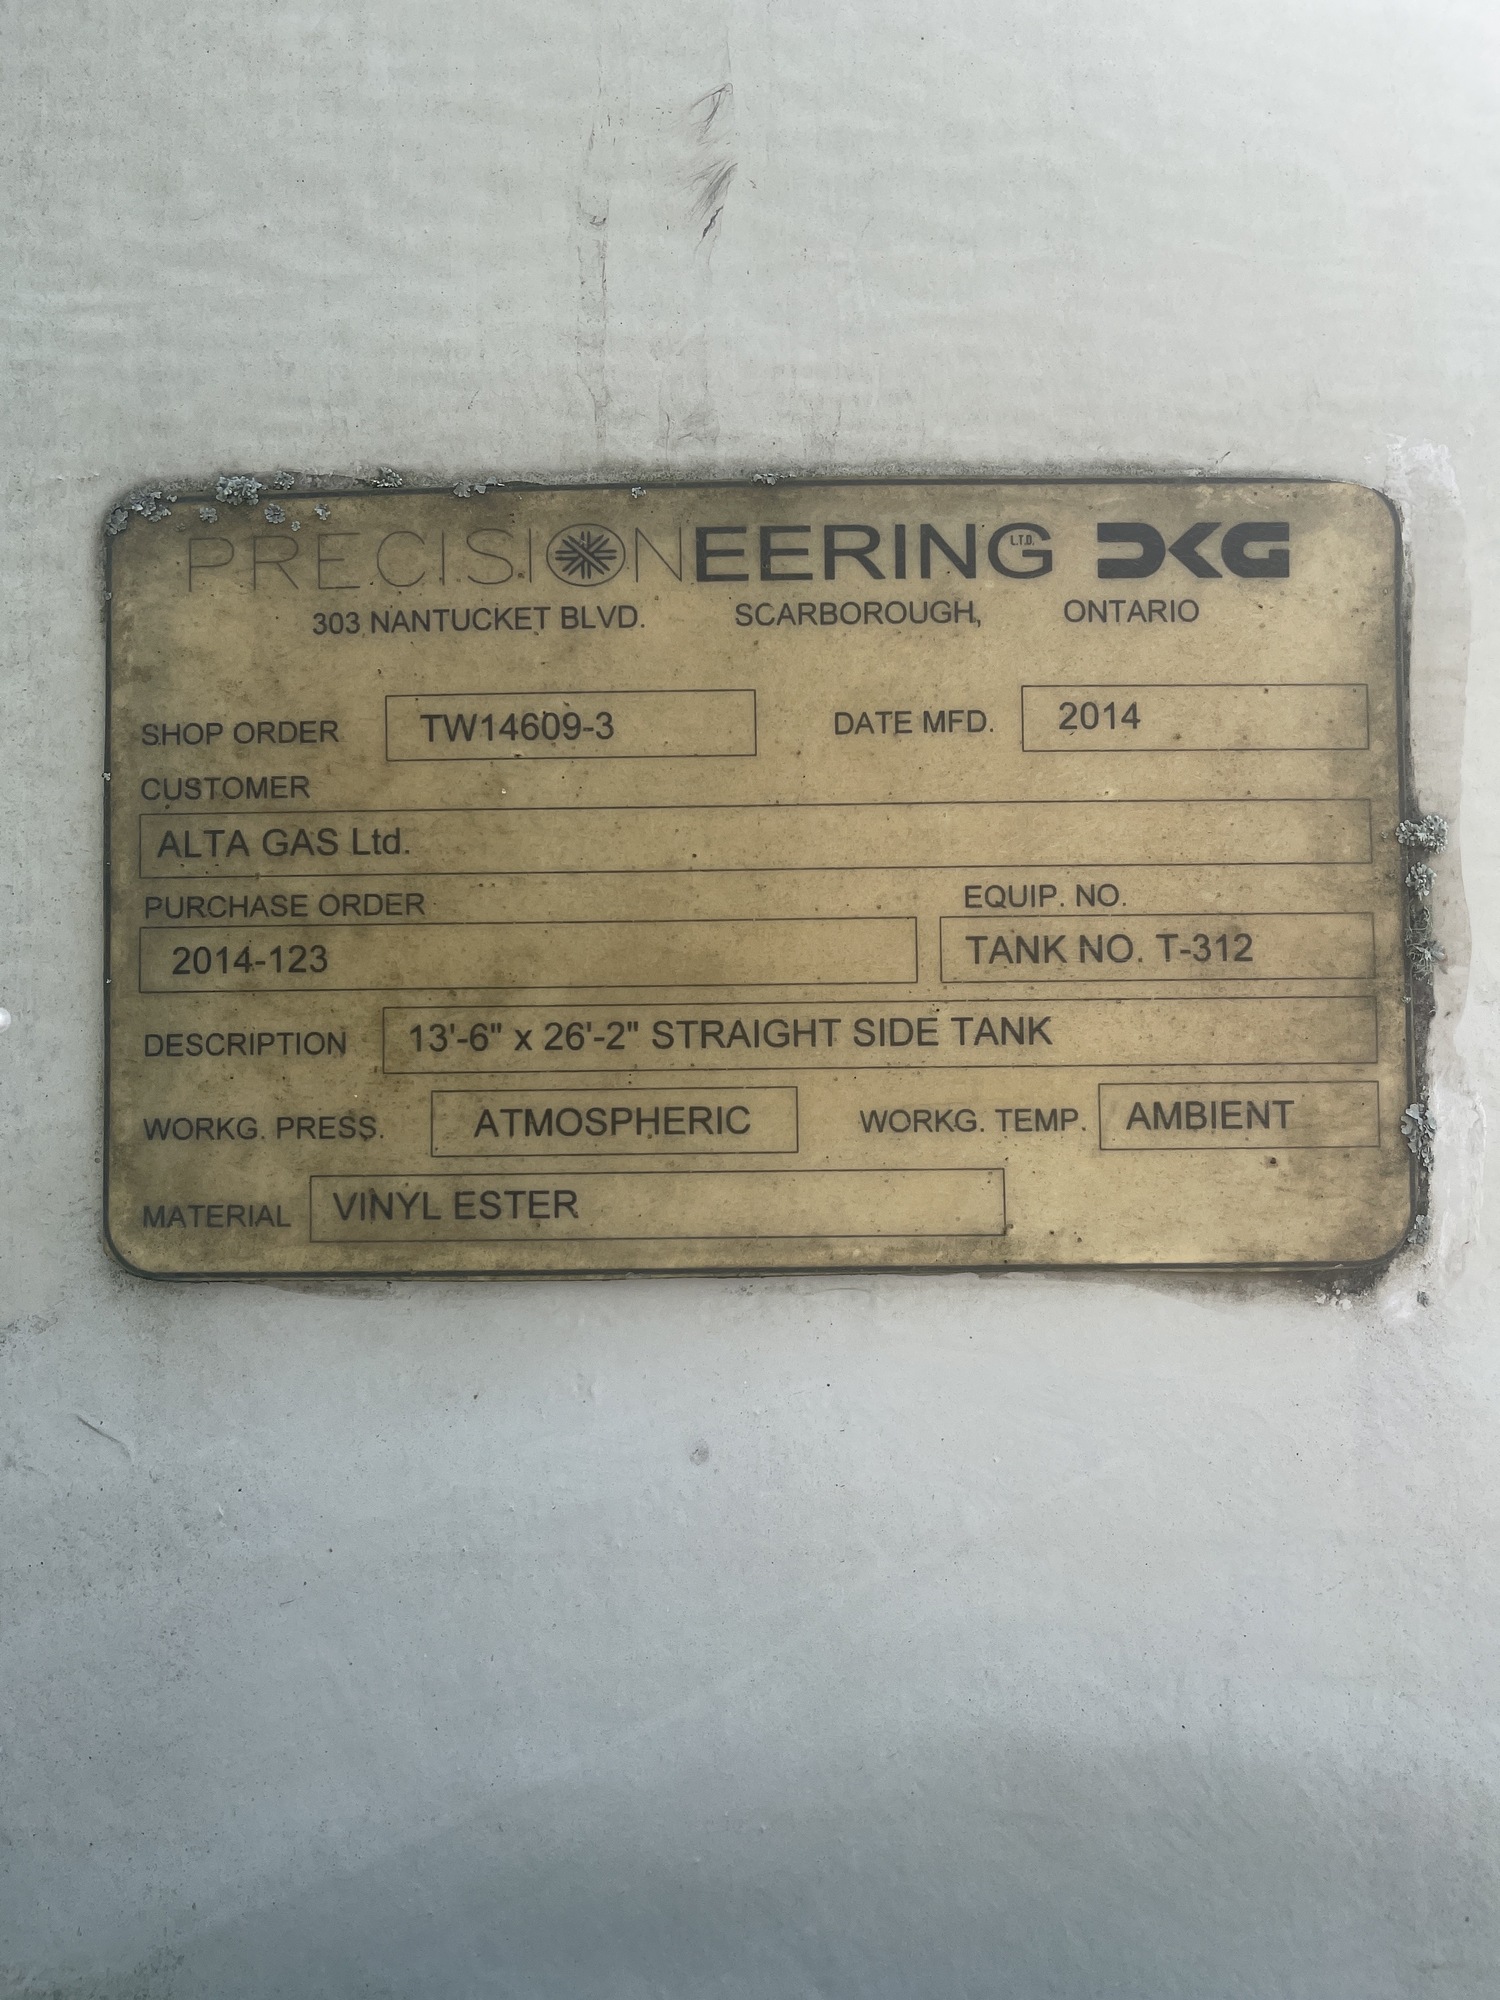 PRECISIONEERING LTD. DKG
303 NANTUCKET BLVD. SCARBOROUGH, ONTARIO
SHOP ORDER TW14609-3 DATE MFD. 2014
CUSTOMER
ALTA GAS Ltd.
PURCHASE ORDER EQUIP. NO.
2014-123 TANK NO. T-312
DESCRIPTION 13'-6" x 26'-2" STRAIGHT SIDE TANK
WORKG. PRESS. ATMOSPHERIC WORKG. TEMP. AMBIENT
MATERIAL VINYL ESTER